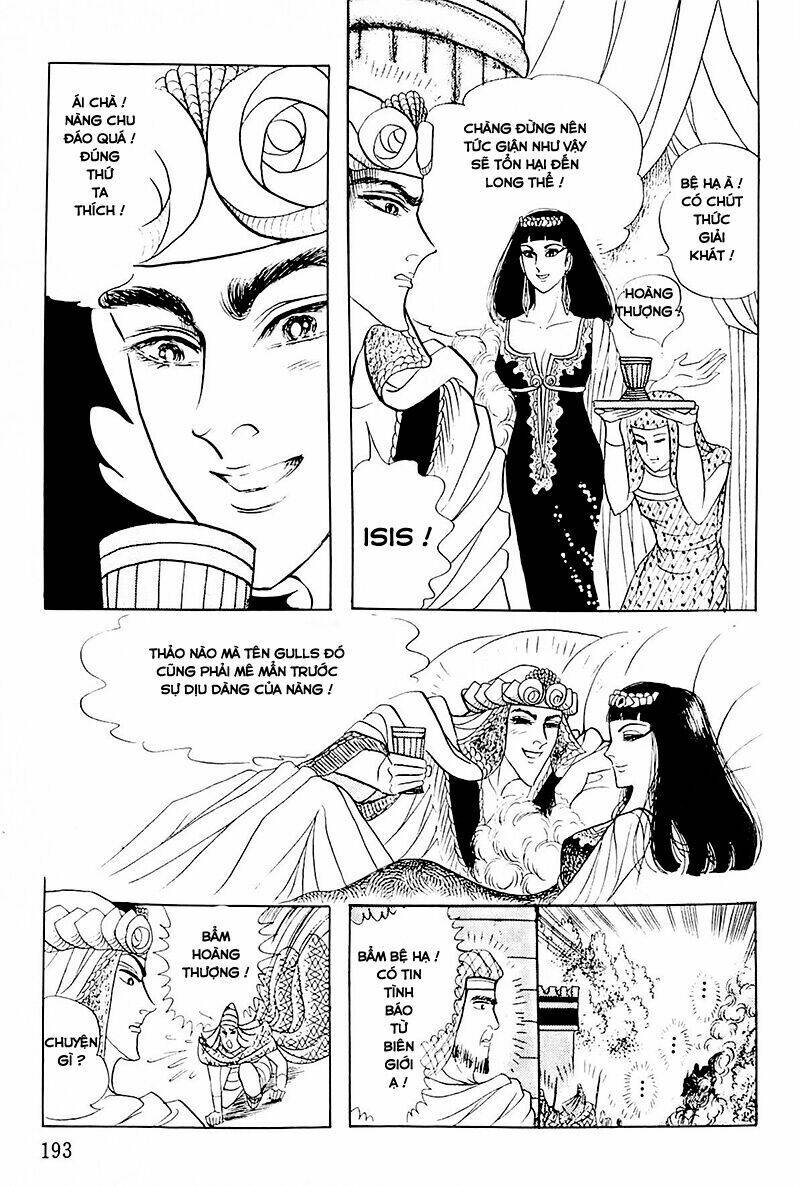 BỆ HẠ À !
CÓ CHÚT
THỨC
GIẢI
KHÁT !
HOÀNG
THƯỢNG !
CHÀNG ĐỪNG NÊN
TỨC GIẬN NHƯ VẬY
SẼ TỔN HẠI ĐẾN
LONG THỂ !
ISIS !
ÁI CHÀ !
NÀNG CHU
ĐÁO QUÁ !
ĐÚNG
THỨ
TA
THÍCH !
THẢO NÀO MÀ TÊN GULLS ĐÓ
CŨNG PHẢI MÊ MẨN TRƯỚC
SỰ DỊU DÀNG CỦA NÀNG !
BẨM BỆ HẠ !
CÓ TIN
TÌNH
BÁO
TỪ
BIÊN
GIỚI
Ạ !
BẨM
HOÀNG
THƯỢNG !
CHUYỆN
GÌ ?
193